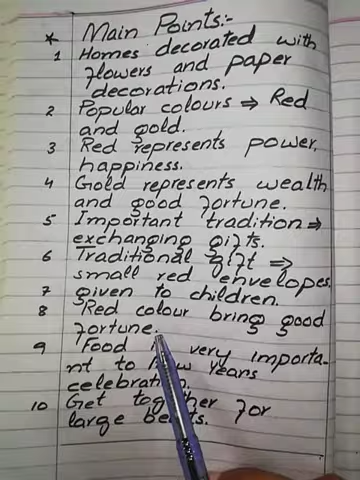 * Main Points:-
1 Homes decorated with
flowers and paper
decorations.
2 Popular colours ⇒ Red
and gold.
3 Red represents power,
happiness.
4 Gold represents wealth
and good fortune.
5 Important tradition ⇒
exchanging gifts.
6 Traditional gift ⇒
small red envelopes
7 given to children.
8 Red colour bring good
fortune.
9 Food is very importa-
nt to New years
celebration.
10 Get together for
large